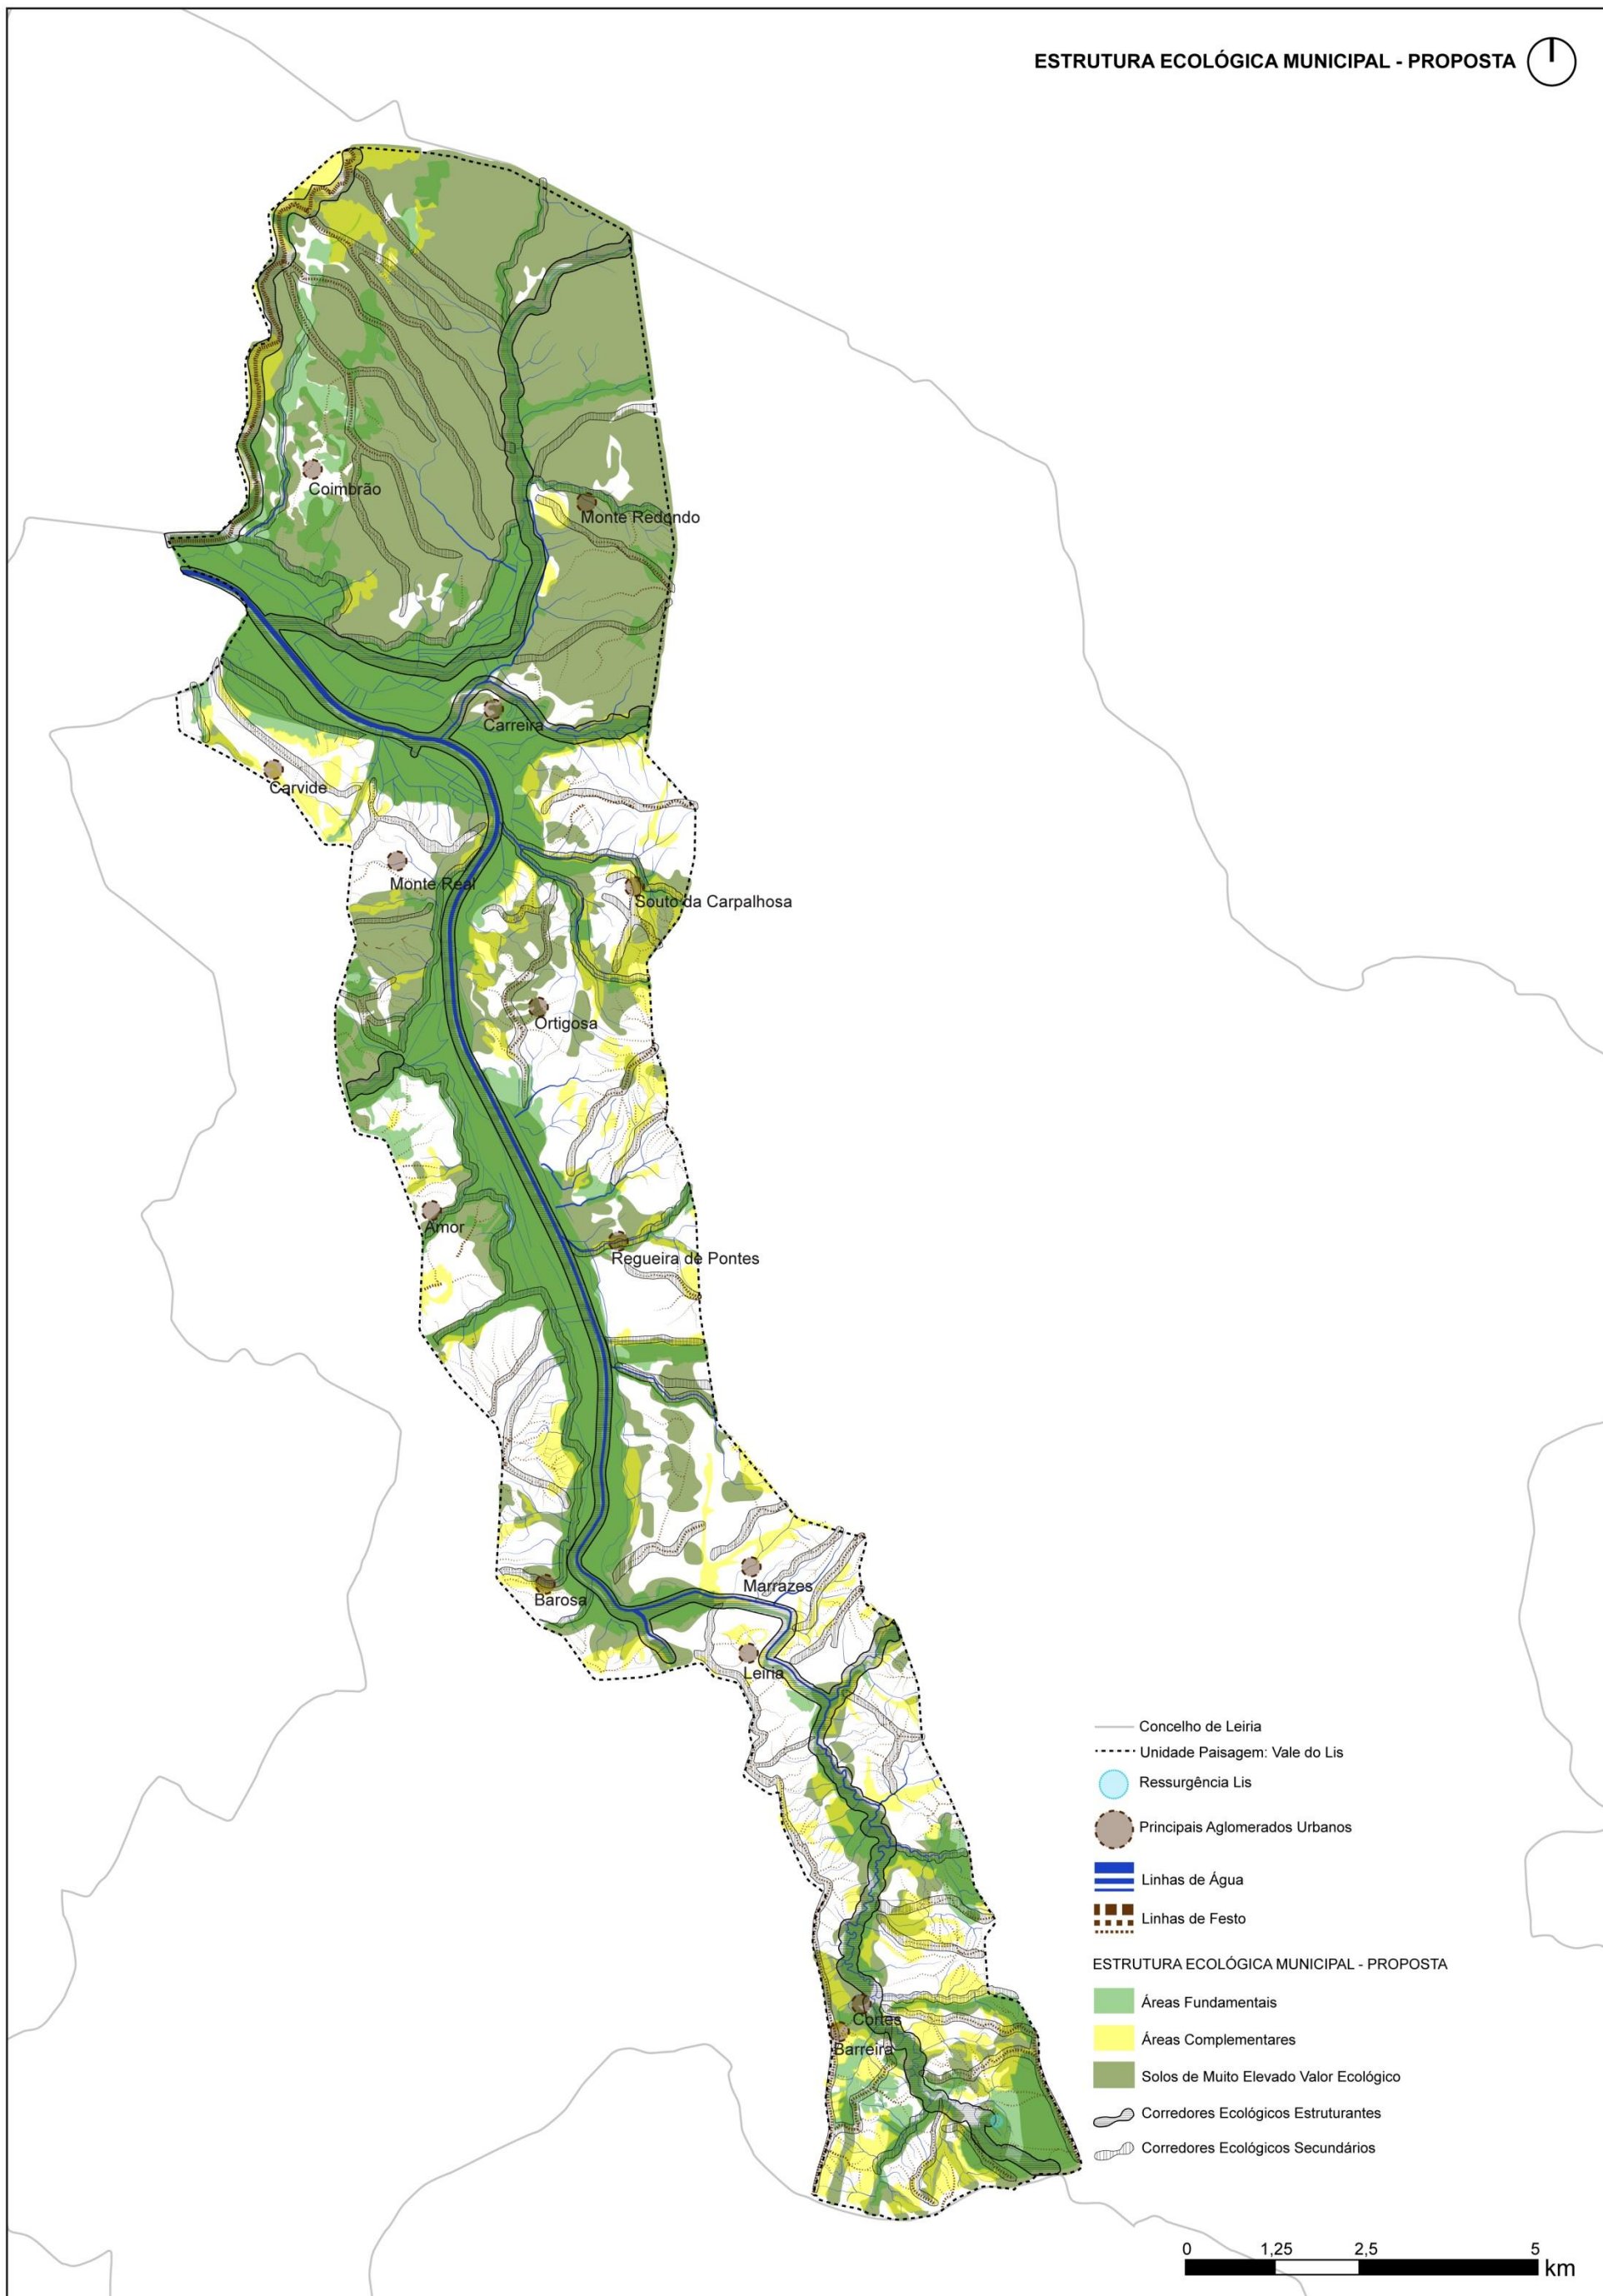 ESTRUTURA ECOLÓGICA MUNICIPAL - PROPOSTA
Coimbrão
Monte Redondo
Carreira
Carvide
Monte Real
Souto da Carpalhosa
Ortigosa
Amor
Regueira de Pontes
Marrazes
Barosa
Leiria
Cortes
Barreira
Concelho de Leiria
Unidade Paisagem: Vale do Lis
Ressurgência Lis
Principais Aglomerados Urbanos
Linhas de Água
Linhas de Festo
ESTRUTURA ECOLÓGICA MUNICIPAL - PROPOSTA
Áreas Fundamentais
Áreas Complementares
Solos de Muito Elevado Valor Ecológico
Corredores Ecológicos Estruturantes
Corredores Ecológicos Secundários
0 1,25 2,5 5
km